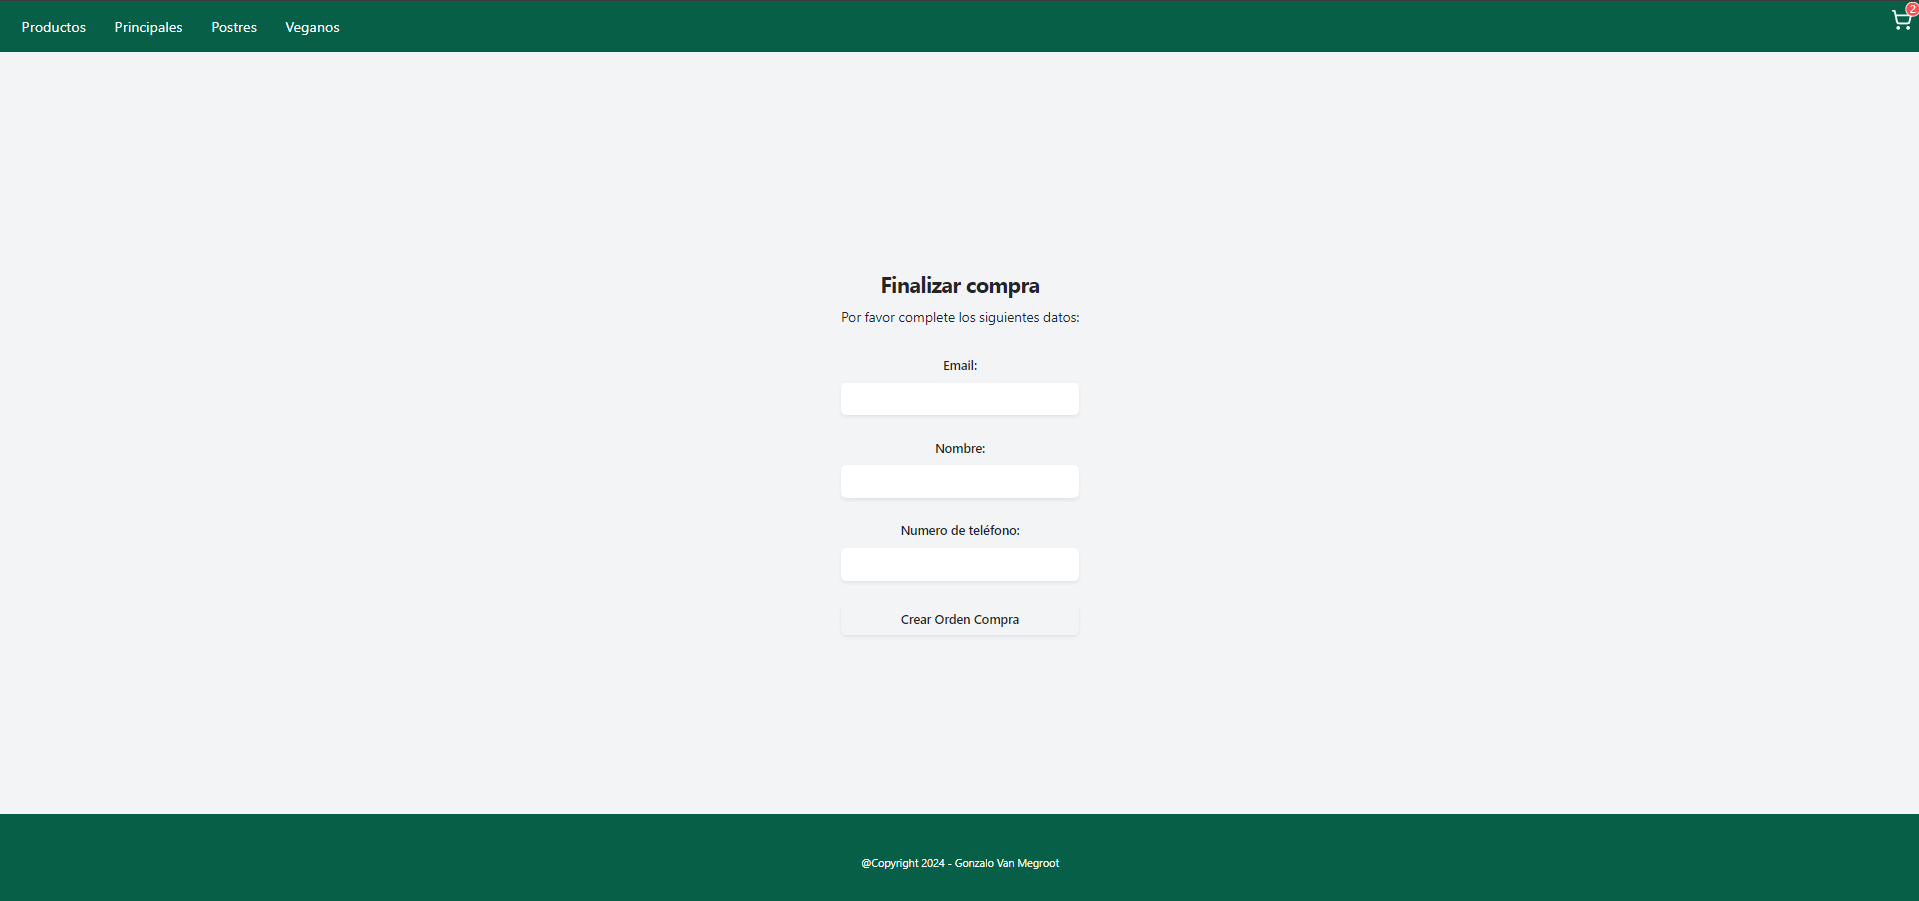 Productos Principales Postres Veganos 2
Finalizar compra
Por favor complete los siguientes datos:
Email:
Nombre:
Numero de teléfono:
Crear Orden Compra
@Copyright 2024 - Gonzalo Van Megroot